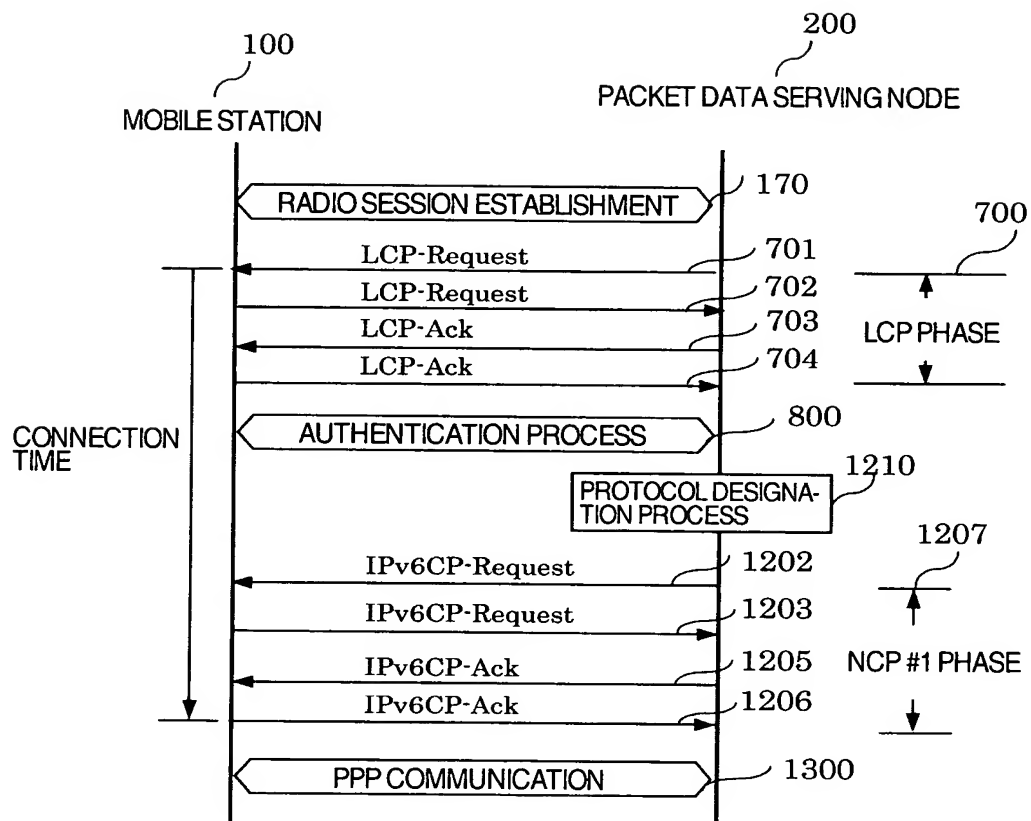 100
200
MOBILE STATION
PACKET DATA SERVING NODE
RADIO SESSION ESTABLISHMENT
170
700
LCP-Request
701
LCP-Request
702
LCP-Ack
703
LCP PHASE
LCP-Ack
704
CONNECTION
TIME
AUTHENTICATION PROCESS
800
1210
PROTOCOL DESIGNA-
TION PROCESS
1207
IPv6CP-Request
1202
IPv6CP-Request
1203
NCP #1 PHASE
IPv6CP-Ack
1205
IPv6CP-Ack
1206
PPP COMMUNICATION
1300